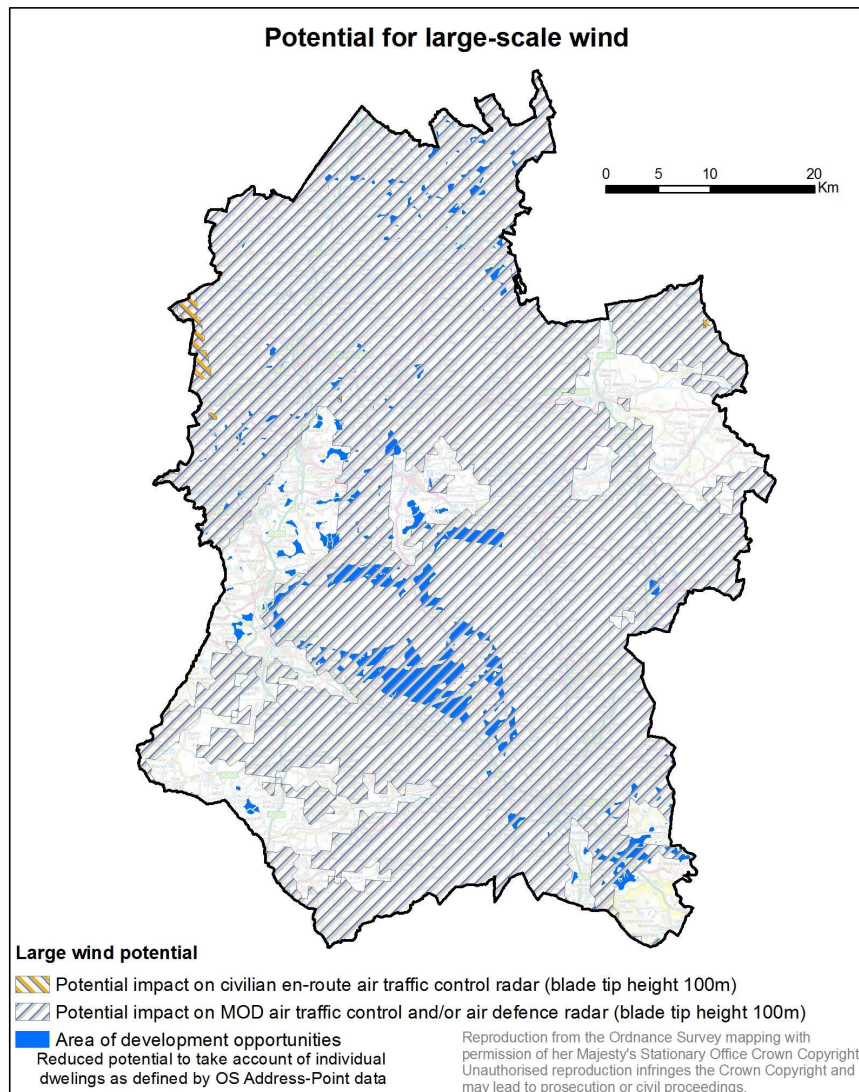 Potential for large-scale wind
0 5 10 20
Km
Large wind potential
Potential impact on civilian en-route air traffic control radar (blade tip height 100m)
Potential impact on MOD air traffic control and/or air defence radar (blade tip height 100m)
Area of development opportunities
Reduced potential to take account of individual
dwelings as defined by OS Address-Point data
Reproduction from the Ordnance Survey mapping with
permission of her Majesty's Stationary Office Crown Copyright
Unauthorised reproduction infringes the Crown Copyright and
may lead to prosecution or civil proceedings.